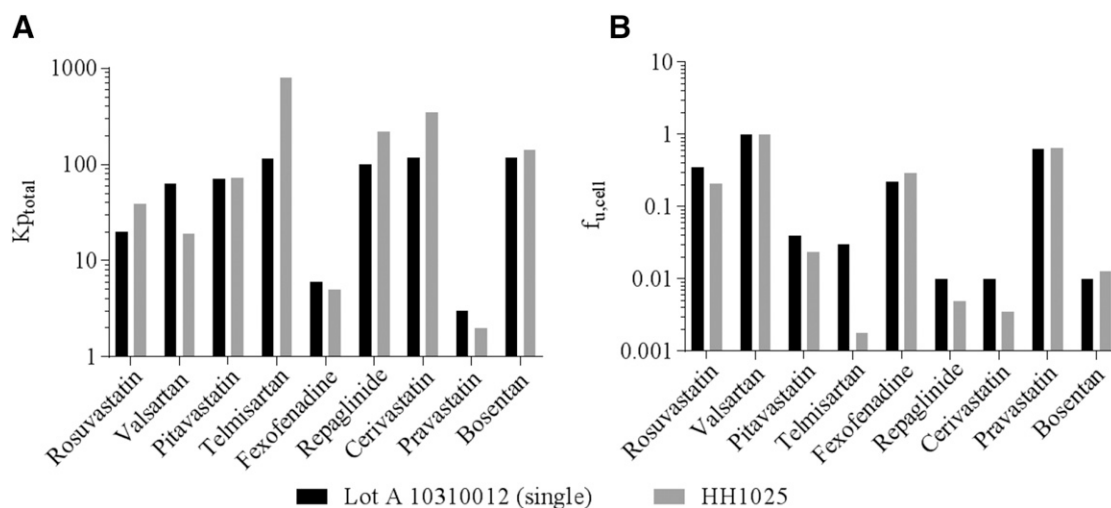 A
B
Kp_total
1000
100
10
1
Rosuvastatin
Valsartan
Pitavastatin
Telmisartan
Fexofenadine
Repaglinide
Cerivastatin
Pravastatin
Bosentan
f_u,cell
10
1
0.1
0.01
0.001
Rosuvastatin
Valsartan
Pitavastatin
Telmisartan
Fexofenadine
Repaglinide
Cerivastatin
Pravastatin
Bosentan
Lot A 10310012 (single) HH1025